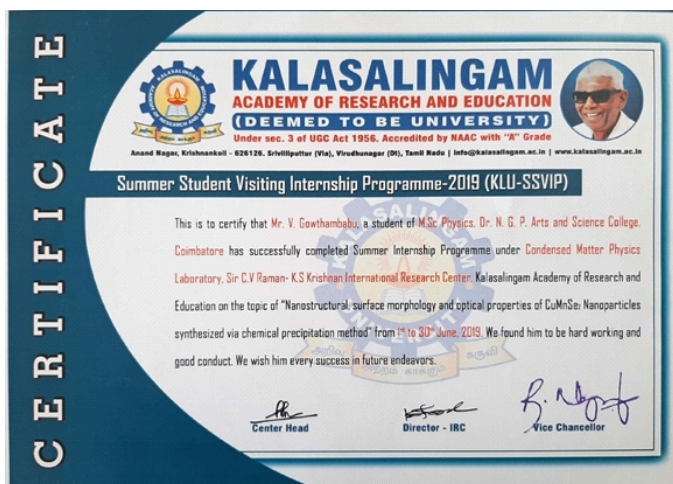 CERTIFICATE
KALASALINGAM
ACADEMY OF RESEARCH AND EDUCATION
(DEEMED TO BE UNIVERSITY)
Under sec. 3 of UGC Act 1956. Accredited by NAAC with "A" Grade
Anand Nagar, Krishnankoil - 626126. Srivilliputtur (Via), Virudhunagar (Dt), Tamil Nadu | info@kalasalingam.ac.in | www.kalasalingam.ac.in
Summer Student Visiting Internship Programme-2019 (KLU-SSVIP)
This is to certify that Mr. V. Gowthambabu, a student of M.Sc Physics, Dr. N. G. P. Arts and Science College,
Coimbatore has successfully completed Summer Internship Programme under Condensed Matter Physics
Laboratory, Sir C.V Raman- K.S Krishnan International Research Center, Kalasalingam Academy of Research and
Education on the topic of "Nanostructural, surface morphology and optical properties of CuMnSe₂ Nanoparticles
synthesized via chemical precipitation method" from 1st to 30th June, 2019. We found him to be hard working and
good conduct. We wish him every success in future endeavors.
Center Head
Director - IRC
Vice Chancellor